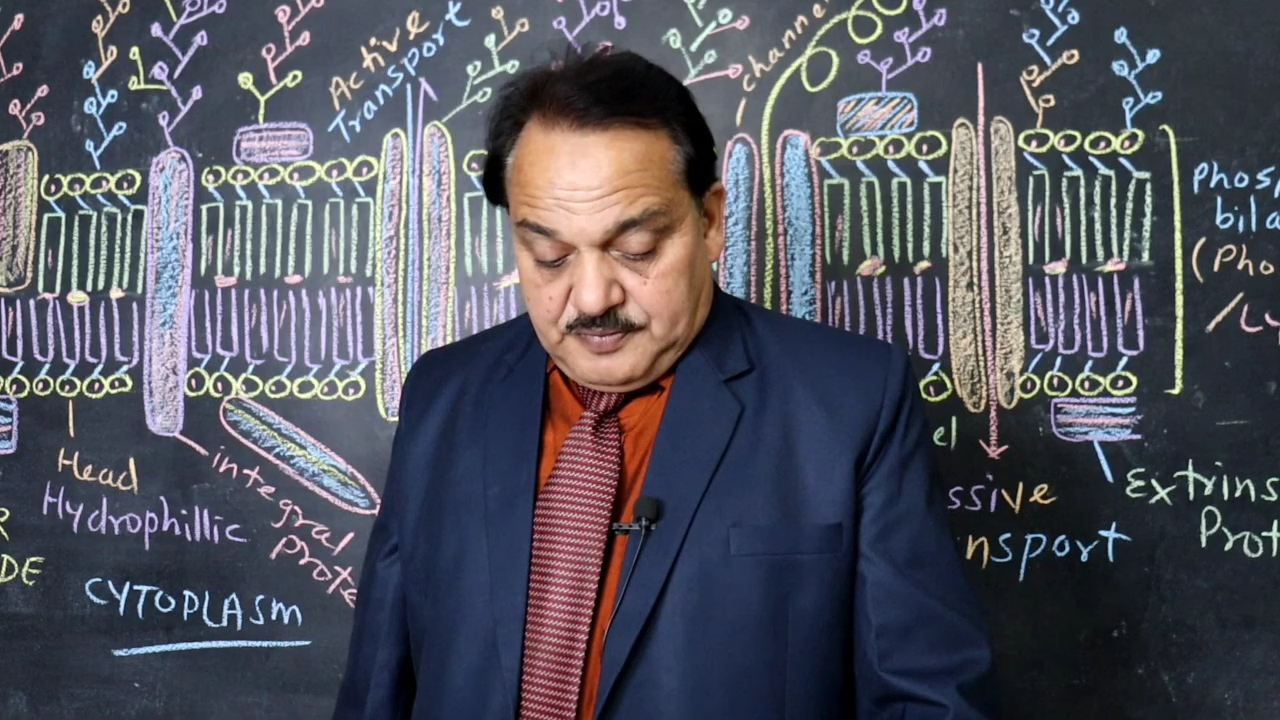 Active
Transport
channel
Phos
bila
(Pho
Head
Hydrophillic
integral
prote
R
DE
CYTOPLASM
el
ssive
nsport
Extrins
Prot